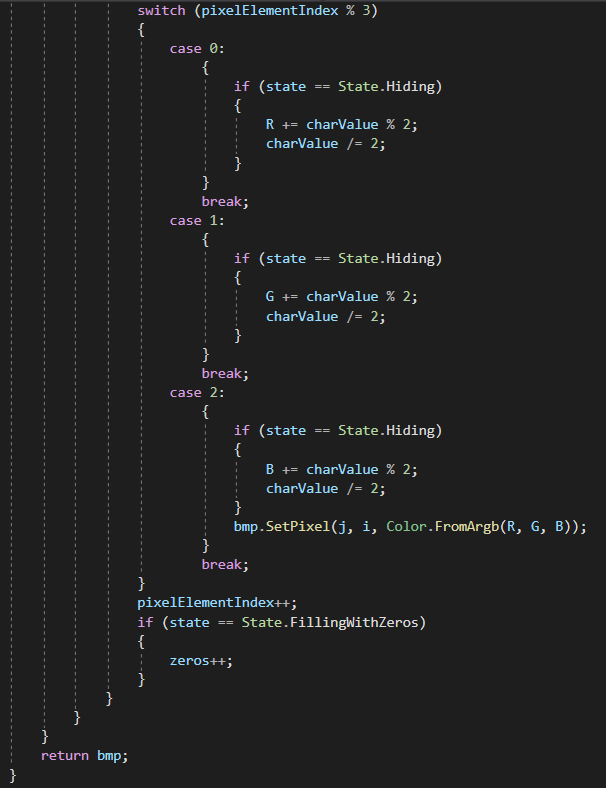 switch (pixelElementIndex % 3)
{
case 0:
{
if (state == State.Hiding)
{
R += charValue % 2;
charValue /= 2;
}
}
break;
case 1:
{
if (state == State.Hiding)
{
G += charValue % 2;
charValue /= 2;
}
}
break;
case 2:
{
if (state == State.Hiding)
{
B += charValue % 2;
charValue /= 2;
}
bmp.SetPixel(j, i, Color.FromArgb(R, G, B));
}
break;
}
pixelElementIndex++;
if (state == State.FillingWithZeros)
{
zeros++;
}
}
}
}
return bmp;
}